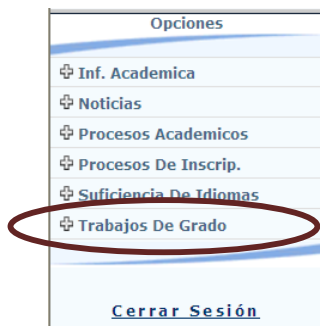 Opciones
Inf. Academica
Noticias
Procesos Academicos
Procesos De Inscrip.
Suficiencia De Idiomas
Trabajos De Grado
Cerrar Sesión